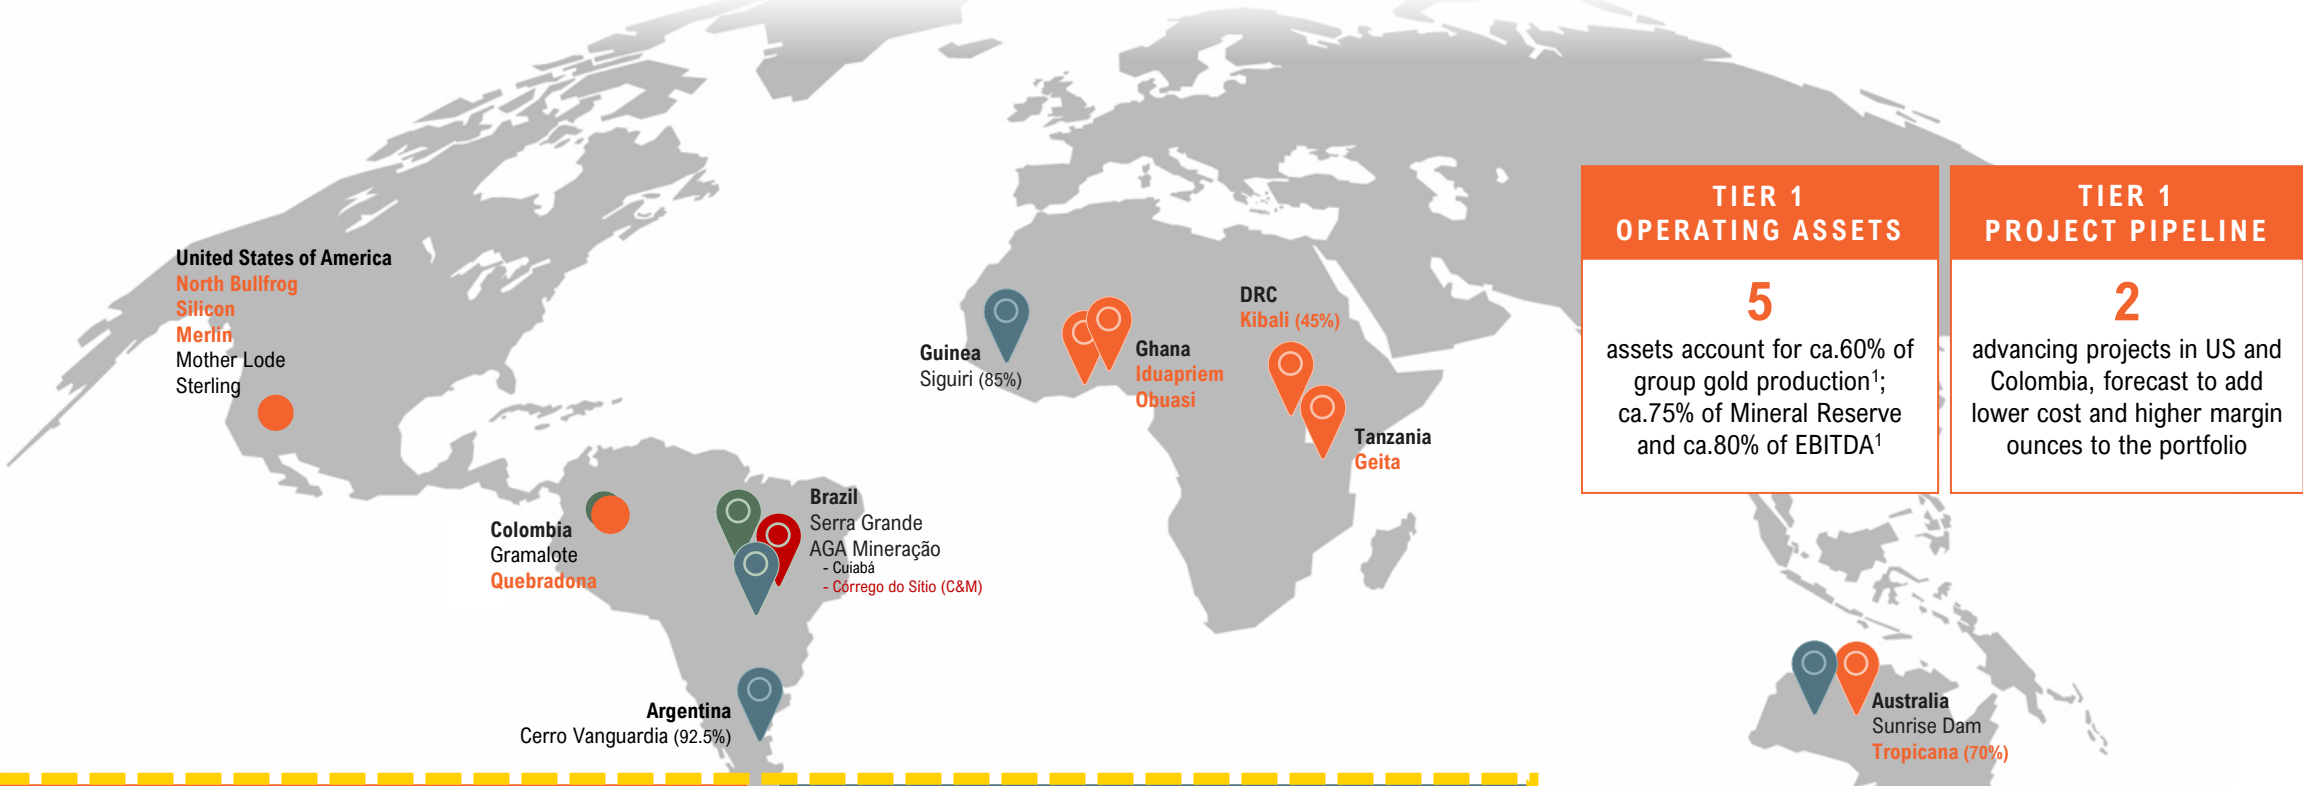 United States of America
North Bullfrog
Silicon
Merlin
Mother Lode
Sterling
Colombia
Gramalote
Quebradona
Brazil
Serra Grande
AGA Mineração
- Cuiabá
- Córrego do Sítio (C&M)
Argentina
Cerro Vanguardia (92.5%)
Guinea
Siguiri (85%)
Ghana
Iduapriem
Obuasi
DRC
Kibali (45%)
Tanzania
Geita
TIER 1
OPERATING ASSETS
5
assets account for ca.60% of
group gold production¹;
ca.75% of Mineral Reserve
and ca.80% of EBITDA¹
TIER 1
PROJECT PIPELINE
2
advancing projects in US and
Colombia, forecast to add
lower cost and higher margin
ounces to the portfolio
Australia
Sunrise Dam
Tropicana (70%)